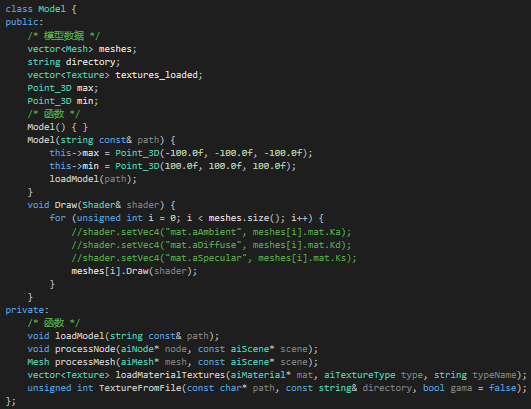 class Model {
public:
    /* 模型数据 */
    vector<Mesh> meshes;
    string directory;
    vector<Texture> textures_loaded;
    Point_3D max;
    Point_3D min;
    /* 函数 */
    Model() { }
    Model(string const& path) {
        this->max = Point_3D(-100.0f, -100.0f, -100.0f);
        this->min = Point_3D(100.0f, 100.0f, 100.0f);
        loadModel(path);
    }
    void Draw(Shader& shader) {
        for (unsigned int i = 0; i < meshes.size(); i++) {
            //shader.setVec4("mat.aAmbient", meshes[i].mat.Ka);
            //shader.setVec4("mat.aDiffuse", meshes[i].mat.Kd);
            //shader.setVec4("mat.aSpecular", meshes[i].mat.Ks);
            meshes[i].Draw(shader);
        }
    }
private:
    /* 函数 */
    void loadModel(string const& path);
    void processNode(aiNode* node, const aiScene* scene);
    Mesh processMesh(aiMesh* mesh, const aiScene* scene);
    vector<Texture> loadMaterialTextures(aiMaterial* mat, aiTextureType type, string typeName);
    unsigned int TextureFromFile(const char* path, const string& directory, bool gama = false);
};